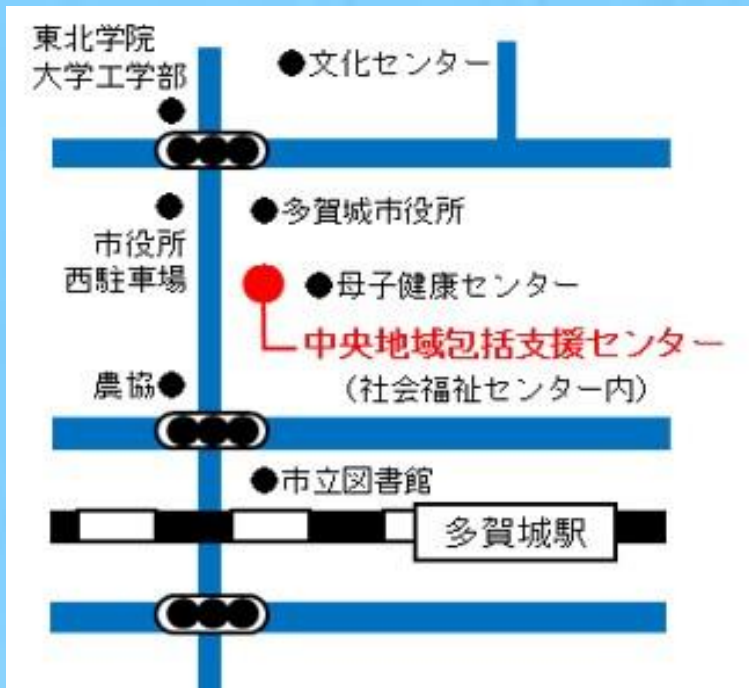 東北学院
大学工学部
●文化センター
●多賀城市役所
市役所
西駐車場
●母子健康センター
中央地域包括支援センター
(社会福祉センター内)
農協●
●市立図書館
多賀城駅